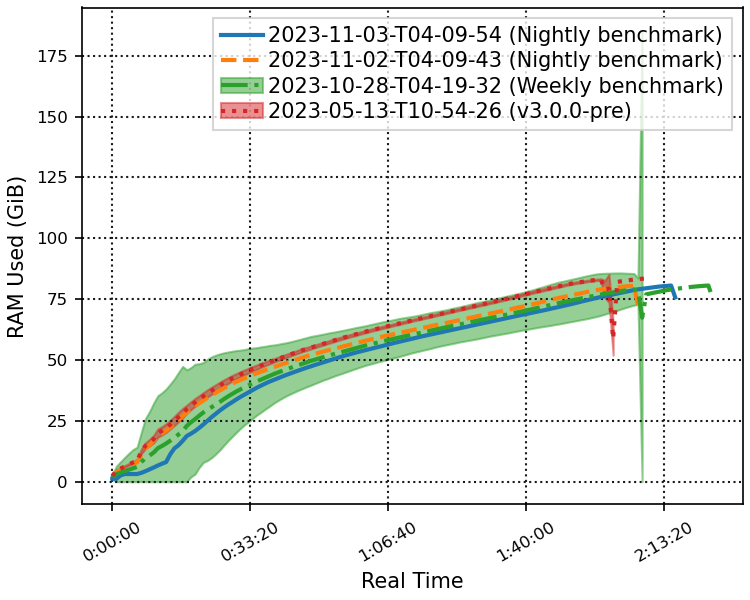 2023-11-03-T04-09-54 (Nightly benchmark)
2023-11-02-T04-09-43 (Nightly benchmark)
2023-10-28-T04-19-32 (Weekly benchmark)
2023-05-13-T10-54-26 (v3.0.0-pre)
175
150
125
100
75
50
25
0
RAM Used (GiB)
0:00:00
0:33:20
1:06:40
1:40:00
2:13:20
Real Time